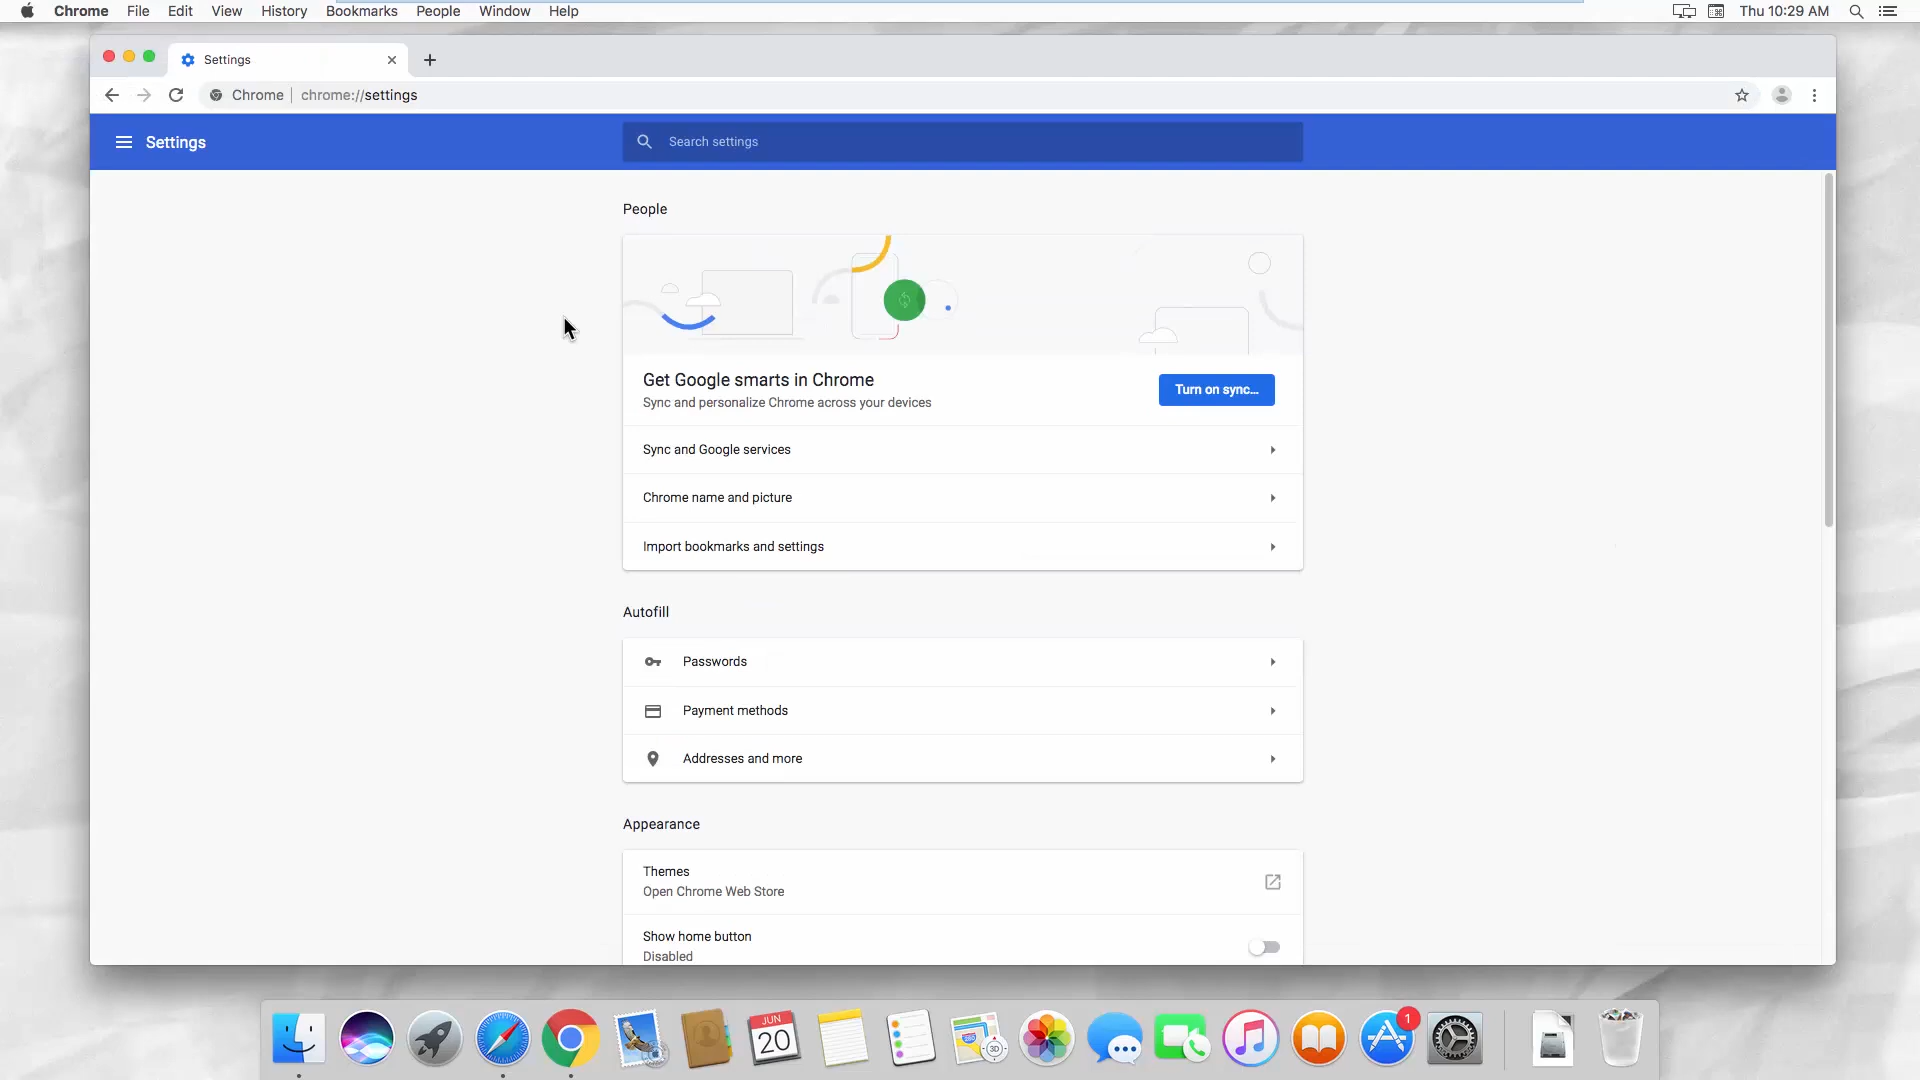 Chrome File Edit View History Bookmarks People Window Help Thu 10:29 AM
Settings
Chrome chrome://settings
Settings Search settings
People
Get Google smarts in Chrome
Sync and personalize Chrome across your devices
Turn on sync...
Sync and Google services
Chrome name and picture
Import bookmarks and settings
Autofill
Passwords
Payment methods
Addresses and more
Appearance
Themes
Open Chrome Web Store
Show home button
Disabled
JUN
20
3D
1